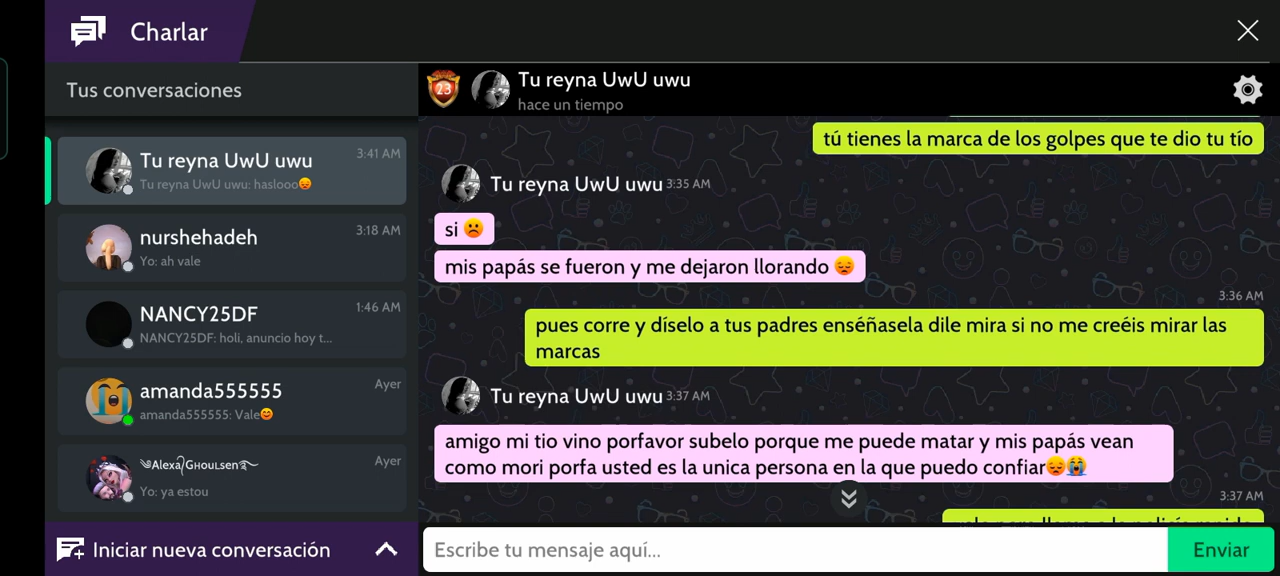 Charlar
Tus conversaciones
Tu reyna UwU uwu
3:41 AM
Tu reyna UwU uwu: haslooo😞
nurshehadeh
3:18 AM
Yo: ah vale
NANCY25DF
1:46 AM
NANCY25DF: holi, anuncio hoy t...
amanda555555
Ayer
amanda555555: Vale😊
༄Alexa⎠Gʜᴏᴜʟsᴇɴ࿐
Ayer
Yo: ya estou
Iniciar nueva conversación
23
Tu reyna UwU uwu
hace un tiempo
tú tienes la marca de los golpes que te dio tu tío
Tu reyna UwU uwu 3:35 AM
si ☹️
mis papás se fueron y me dejaron llorando 😞
3:36 AM
pues corre y díselo a tus padres enséñasela dile mira si no me creéis mirar las
marcas
Tu reyna UwU uwu 3:37 AM
amigo mi tio vino porfavor subelo porque me puede matar y mis papás vean
como mori porfa usted es la unica persona en la que puedo confiar😞😭
3:37 AM
Escribe tu mensaje aquí...
Enviar